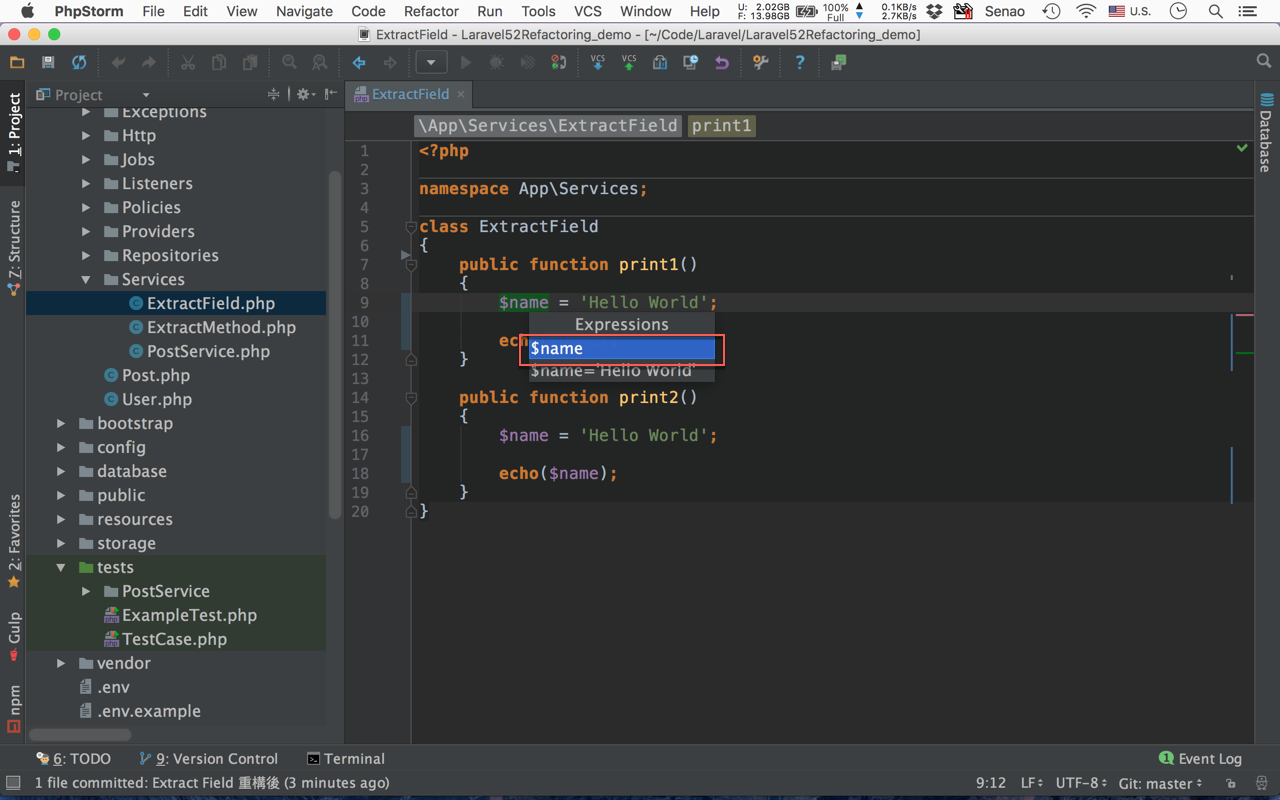 PhpStorm File Edit View Navigate Code Refactor Run Tools VCS Window Help U: 2.02GB F: 13.98GB 100% Full 0.1KB/s 2.7KB/s Senao U.S.
ExtractField - Laravel52Refactoring_demo - [~/Code/Laravel/Laravel52Refactoring_demo]
VCS VCS
Project
ExtractField
1: Project
Z: Structure
2: Favorites
Gulp
npm
Exceptions
Http
Jobs
Listeners
Policies
Providers
Repositories
Services
ExtractField.php
ExtractMethod.php
PostService.php
Post.php
User.php
bootstrap
config
database
public
resources
storage
tests
PostService
ExampleTest.php
TestCase.php
vendor
.env
.env.example
\App\Services\ExtractField print1
1 <?php
2
3 namespace App\Services;
4
5 class ExtractField
6 {
7 public function print1()
8 {
9 $name = 'Hello World';
10
11 ech
12 }
13
14 public function print2()
15 {
16 $name = 'Hello World';
17
18 echo($name);
19 }
20 }
Expressions
$name
$name='Hello World'
Database
6: TODO 9: Version Control Terminal 1 Event Log
1 file committed: Extract Field 重構後 (3 minutes ago) 9:12 LF UTF-8 Git: master